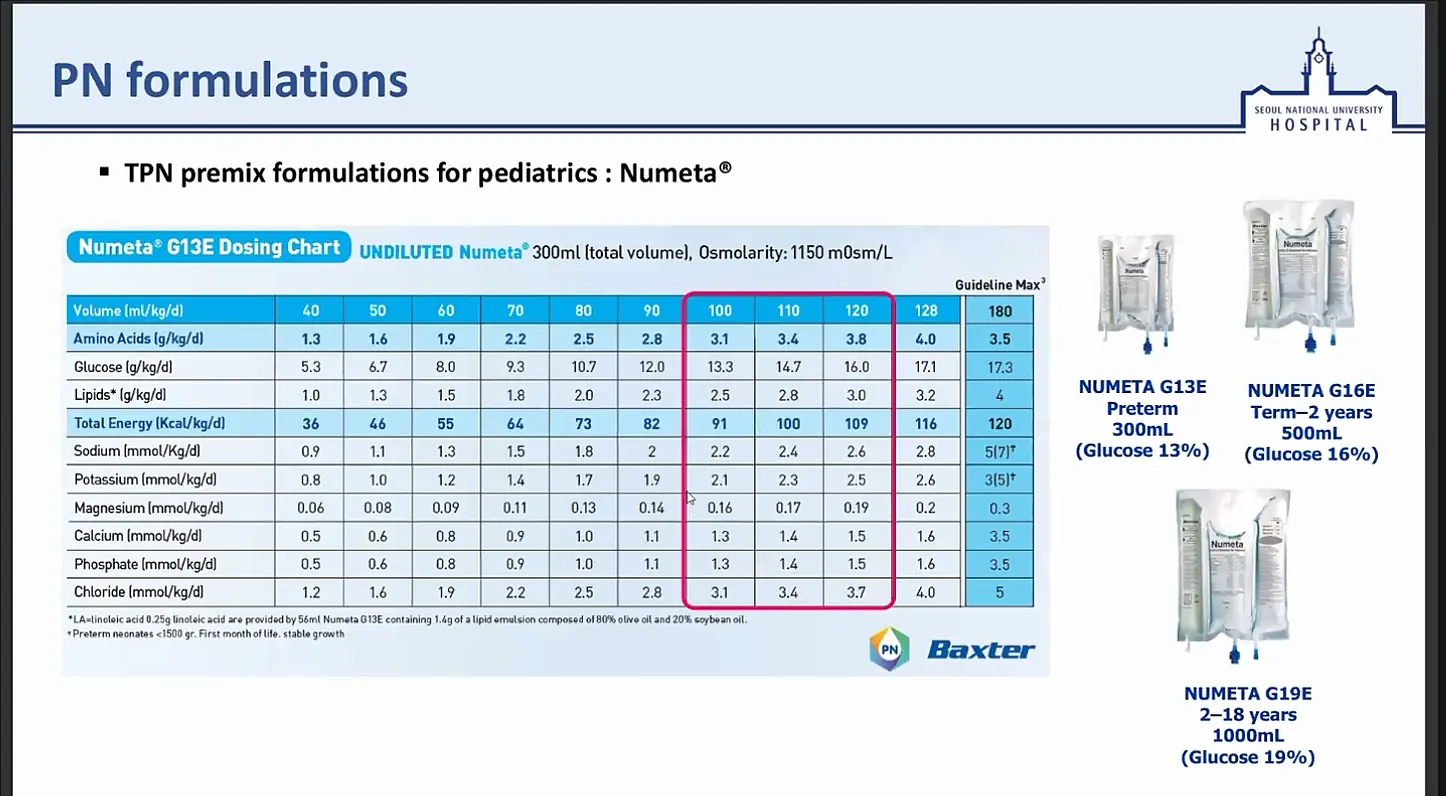 PN formulations
SEOUL NATIONAL UNIVERSITY
HOSPITAL
▪ TPN premix formulations for pediatrics : Numeta®
Numeta® G13E Dosing Chart UNDILUTED Numeta® 300ml (total volume), Osmolarity: 1150 mOsm/L
Guideline Max³
Volume (ml/kg/d) 40 50 60 70 80 90 100 110 120 128 180
Amino Acids (g/kg/d) 1.3 1.6 1.9 2.2 2.5 2.8 3.1 3.4 3.8 4.0 3.5
Glucose (g/kg/d) 5.3 6.7 8.0 9.3 10.7 12.0 13.3 14.7 16.0 17.1 17.3
Lipids* (g/kg/d) 1.0 1.3 1.5 1.8 2.0 2.3 2.5 2.8 3.0 3.2 4
Total Energy (Kcal/kg/d) 36 46 55 64 73 82 91 100 109 116 120
Sodium (mmol/Kg/d) 0.9 1.1 1.3 1.5 1.8 2 2.2 2.4 2.6 2.8 5(7)†
Potassium (mmol/kg/d) 0.8 1.0 1.2 1.4 1.7 1.9 2.1 2.3 2.5 2.6 3(5)†
Magnesium (mmol/kg/d) 0.06 0.08 0.09 0.11 0.13 0.14 0.16 0.17 0.19 0.2 0.3
Calcium (mmol/kg/d) 0.5 0.6 0.8 0.9 1.0 1.1 1.3 1.4 1.5 1.6 3.5
Phosphate (mmol/kg/d) 0.5 0.6 0.8 0.9 1.0 1.1 1.3 1.4 1.5 1.6 3.5
Chloride (mmol/kg/d) 1.2 1.6 1.9 2.2 2.5 2.8 3.1 3.4 3.7 4.0 5
*LA=linoleic acid 0.25g linoleic acid are provided by 56ml Numeta G13E containing 1.4g of a lipid emulsion composed of 80% olive oil and 20% soybean oil.
†Preterm neonates <1500 gr. First month of life. stable growth
PN Baxter
Numeta
NUMETA G13E
Preterm
300mL
(Glucose 13%)
Numeta
NUMETA G16E
Term–2 years
500mL
(Glucose 16%)
Numeta
NUMETA G19E
2–18 years
1000mL
(Glucose 19%)